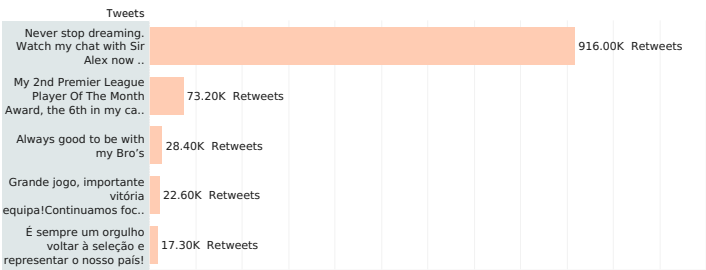 Tweets
Never stop dreaming.
Watch my chat with Sir
Alex now ..
916.00K  Retweets
My 2nd Premier League
Player Of The Month
Award, the 6th in my ca..
73.20K  Retweets
Always good to be with
my Bro's
28.40K  Retweets
Grande jogo, importante
vitória
equipa!Continuamos foc..
22.60K  Retweets
É sempre um orgulho
voltar à seleção e
representar o nosso país!
17.30K  Retweets